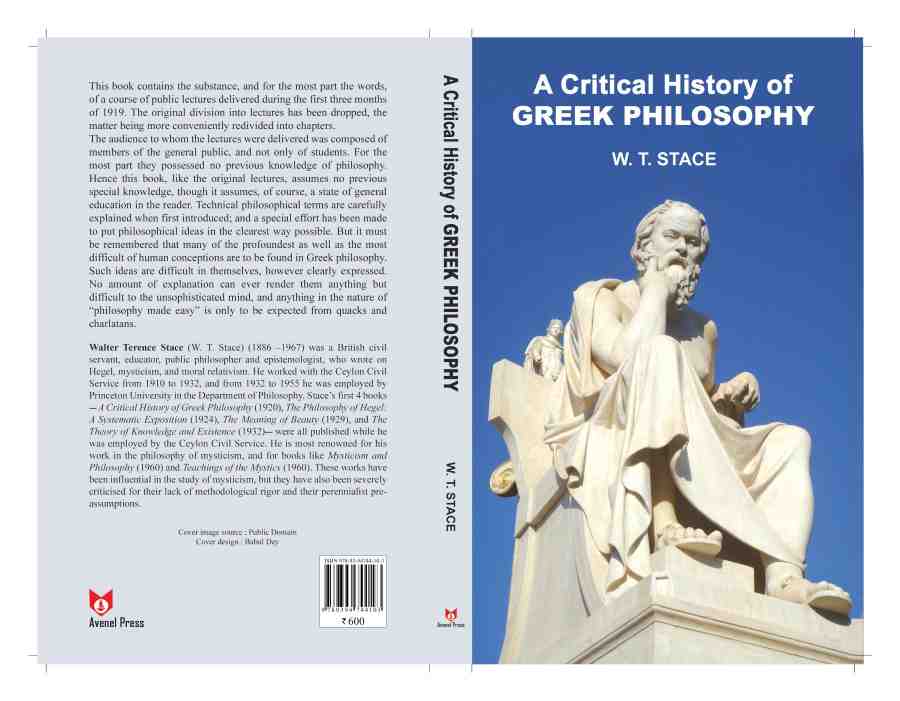 This book contains the substance, and for the most part the words,
of a course of public lectures delivered during the first three months
of 1919. The original division into lectures has been dropped, the
matter being more conveniently redivided into chapters.
The audience to whom the lectures were delivered was composed of
members of the general public, and not only of students. For the
most part they possessed no previous knowledge of philosophy.
Hence this book, like the original lectures, assumes no previous
special knowledge, though it assumes, of course, a state of general
education in the reader. Technical philosophical terms are carefully
explained when first introduced; and a special effort has been made
to put philosophical ideas in the clearest way possible. But it must
be remembered that many of the profoundest as well as the most
difficult of human conceptions are to be found in Greek philosophy.
Such ideas are difficult in themselves, however clearly expressed.
No amount of explanation can ever render them anything but
difficult to the unsophisticated mind, and anything in the nature of
“philosophy made easy” is only to be expected from quacks and
charlatans.
Walter Terence Stace (W. T. Stace) (1886 –1967) was a British civil
servant, educator, public philosopher and epistemologist, who wrote on
Hegel, mysticism, and moral relativism. He worked with the Ceylon Civil
Service from 1910 to 1932, and from 1932 to 1955 he was employed by
Princeton University in the Department of Philosophy. Stace's first 4 books
— A Critical History of Greek Philosophy (1920), The Philosophy of Hegel:
A Systematic Exposition (1924), The Meaning of Beauty (1929), and The
Theory of Knowledge and Existence (1932)— were all published while he
was employed by the Ceylon Civil Service. He is most renowned for his
work in the philosophy of mysticism, and for books like Mysticism and
Philosophy (1960) and Teachings of the Mystics (1960). These works have
been influential in the study of mysticism, but they have also been severely
criticised for their lack of methodological rigor and their perennialist pre-
assumptions.
Cover image source : Public Domain
Cover design : Babul Dey
Avenel Press
₹ 600
A Critical History of GREEK PHILOSOPHY
W. T. STACE
Avenel Press
A Critical History of
GREEK PHILOSOPHY
W. T. STACE